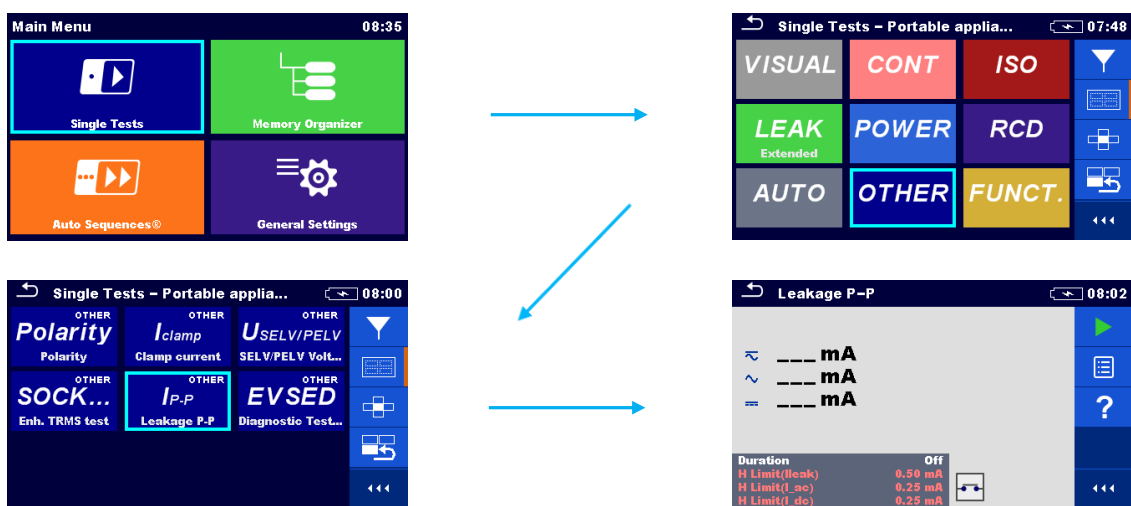 Main Menu 08:35
Single Tests
Memory Organizer
Auto Sequences®
General Settings
Single Tests – Portable applia... 07:48
VISUAL CONT ISO
LEAK POWER RCD
Extended
AUTO OTHER FUNCT.
Single Tests – Portable applia... 08:00
OTHER OTHER OTHER
Polarity Iclamp USELV/PELV
Polarity Clamp current SELV/PELV Volt...
OTHER OTHER OTHER
SOCK... IP-P EVSED
Enh. TRMS test Leakage P-P Diagnostic Test...
Leakage P–P 08:02
___ mA
___ mA
___ mA
?
Duration Off
H Limit(Ileak) 0.50 mA
H Limit(I_ac) 0.25 mA
H Limit(I_dc) 0.25 mA